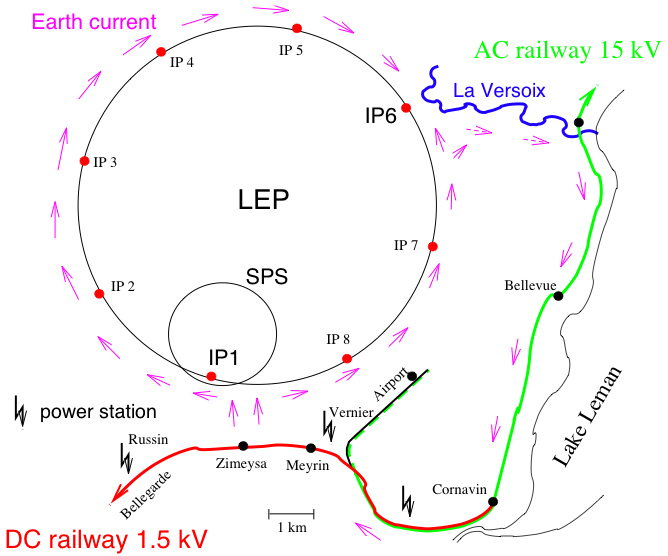 Earth current
IP 5
IP 4
AC railway 15 kV
La Versoix
IP6
IP 3
LEP
IP 7
SPS
IP 2
Bellevue
IP 8
IP1
Airport
Lake Leman
power station
Vernier
Russin
Zimeysa
Meyrin
Bellegarde
Cornavin
1 km
DC railway 1.5 kV